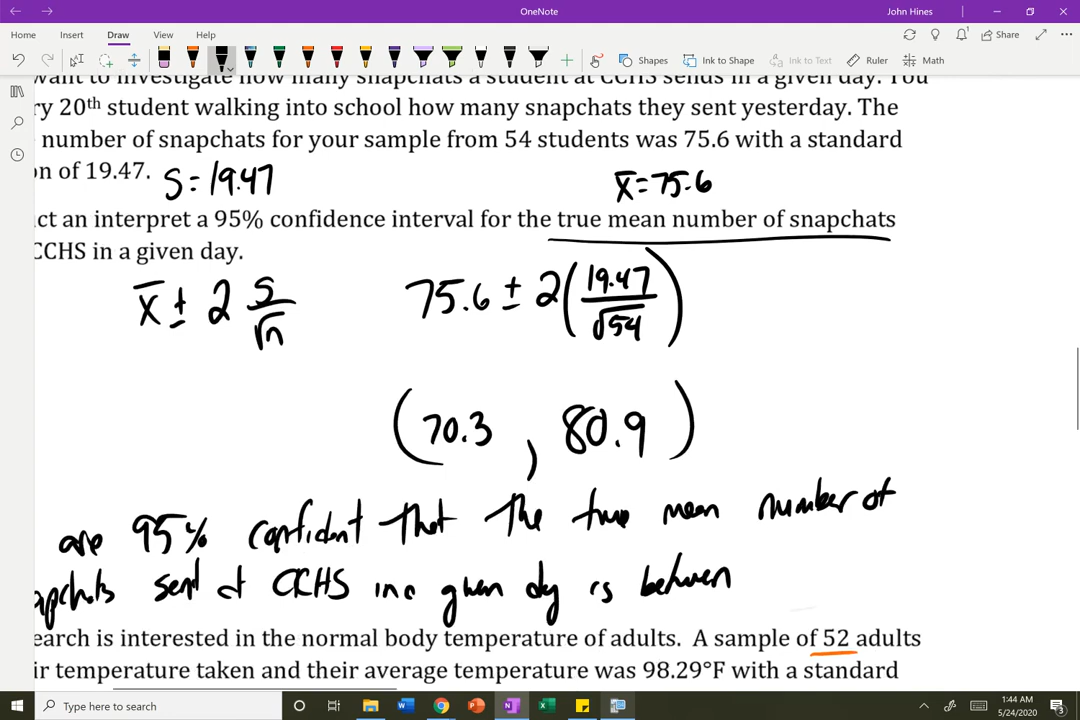 OneNote
John Hines
Home Insert Draw View Help
Share
Shapes Ink to Shape Ink to Text Ruler Math
want to investigate how many snapchats a student at CCHS sends in a given day. You
ry 20th student walking into school how many snapchats they sent yesterday. The
number of snapchats for your sample from 54 students was 75.6 with a standard
on of 19.47.
S = 19.47
x̄ = 75.6
ct an interpret a 95% confidence interval for the true mean number of snapchats
CCHS in a given day.
x̄ ± 2 s/√n
75.6 ± 2(19.47/√54)
(70.3, 80.9)
are 95% confident that the true mean number of
apchats sent at CCHS in a given day is between
earch is interested in the normal body temperature of adults. A sample of 52 adults
ir temperature taken and their average temperature was 98.29°F with a standard
Type here to search
1:44 AM
5/24/2020
3